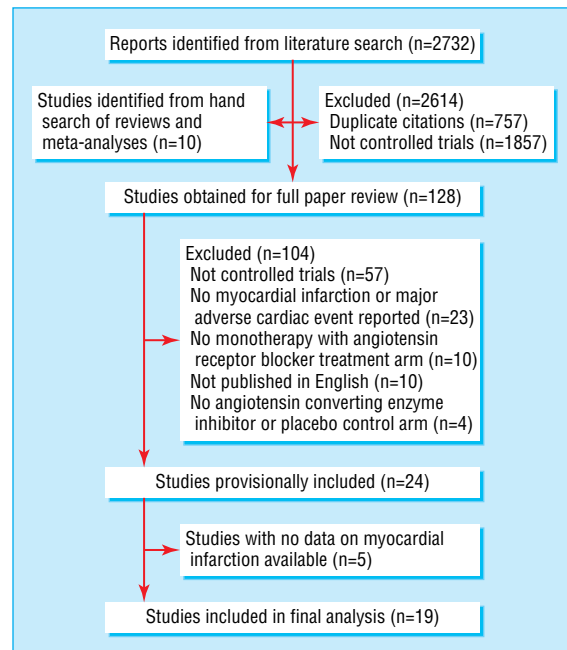 Reports identified from literature search (n=2732)
Studies identified from hand
search of reviews and
meta-analyses (n=10)
Excluded (n=2614)
Duplicate citations (n=757)
Not controlled trials (n=1857)
Studies obtained for full paper review (n=128)
Excluded (n=104)
Not controlled trials (n=57)
No myocardial infarction or major
adverse cardiac event reported (n=23)
No monotherapy with angiotensin
receptor blocker treatment arm (n=10)
Not published in English (n=10)
No angiotensin converting enzyme
inhibitor or placebo control arm (n=4)
Studies provisionally included (n=24)
Studies with no data on myocardial
infarction available (n=5)
Studies included in final analysis (n=19)